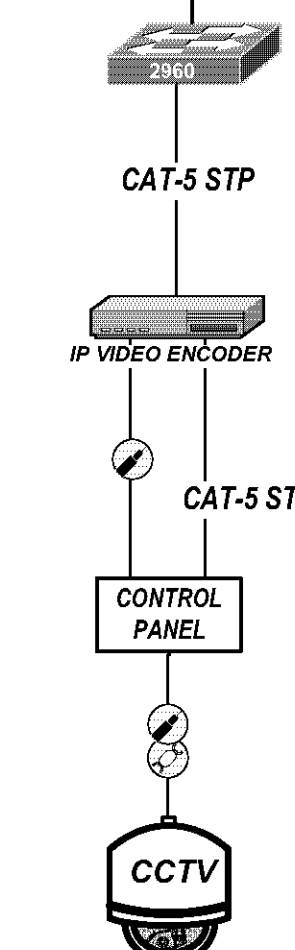 2960
CAT-5 STP
IP VIDEO ENCODER
CAT-5 ST
CONTROL
PANEL
CCTV